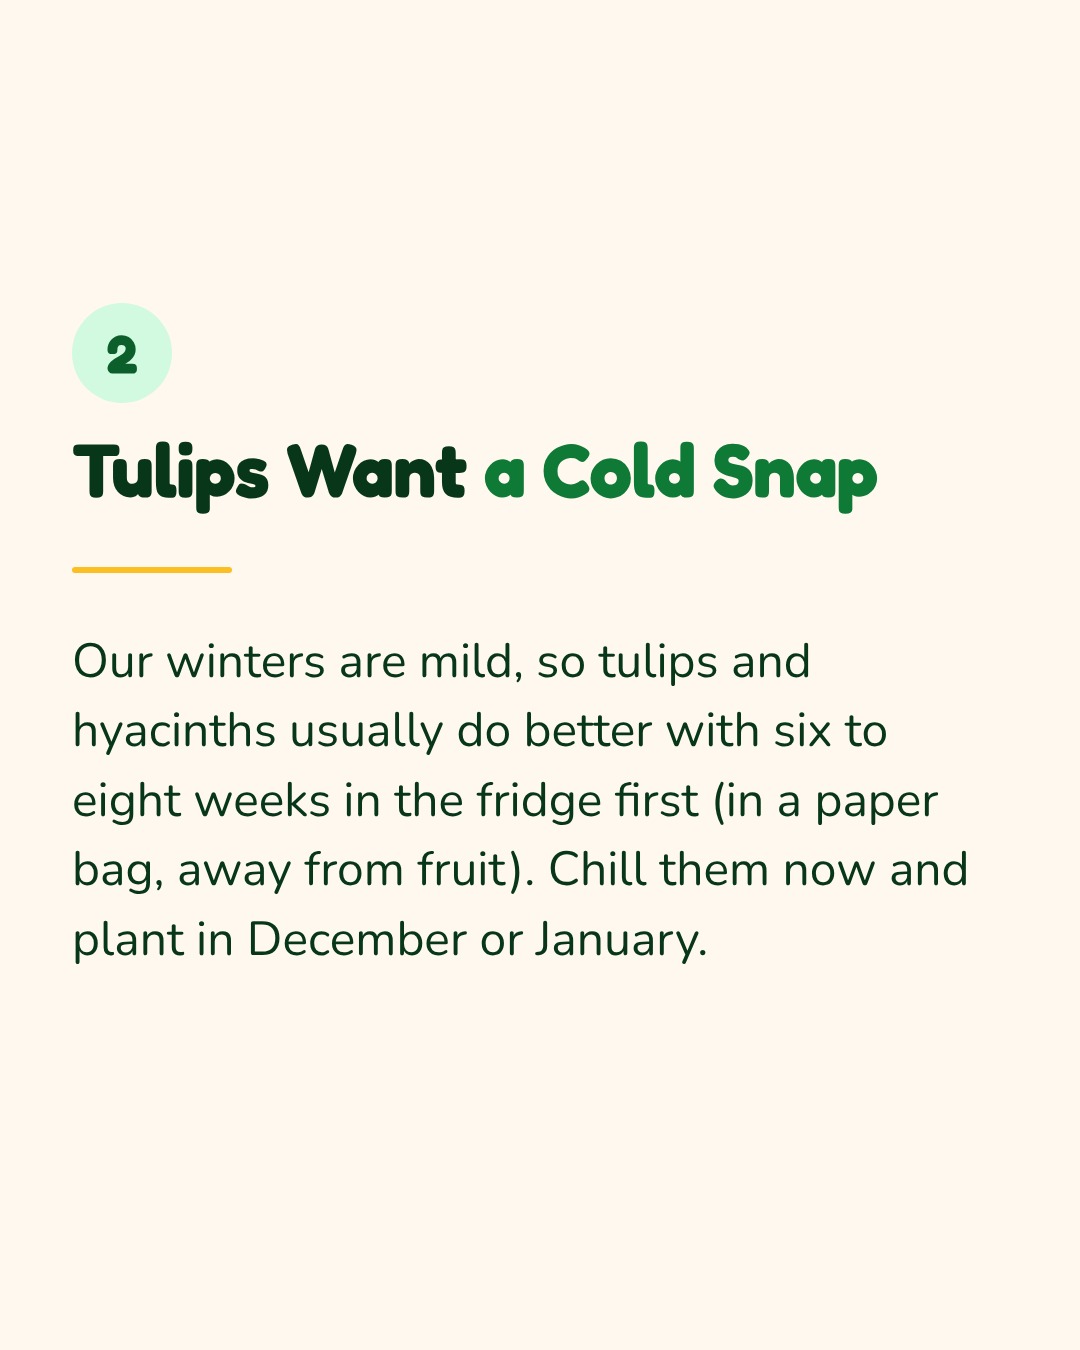 2
Tulips Want a Cold Snap
Our winters are mild, so tulips and
hyacinths usually do better with six to
eight weeks in the fridge first (in a paper
bag, away from fruit). Chill them now and
plant in December or January.